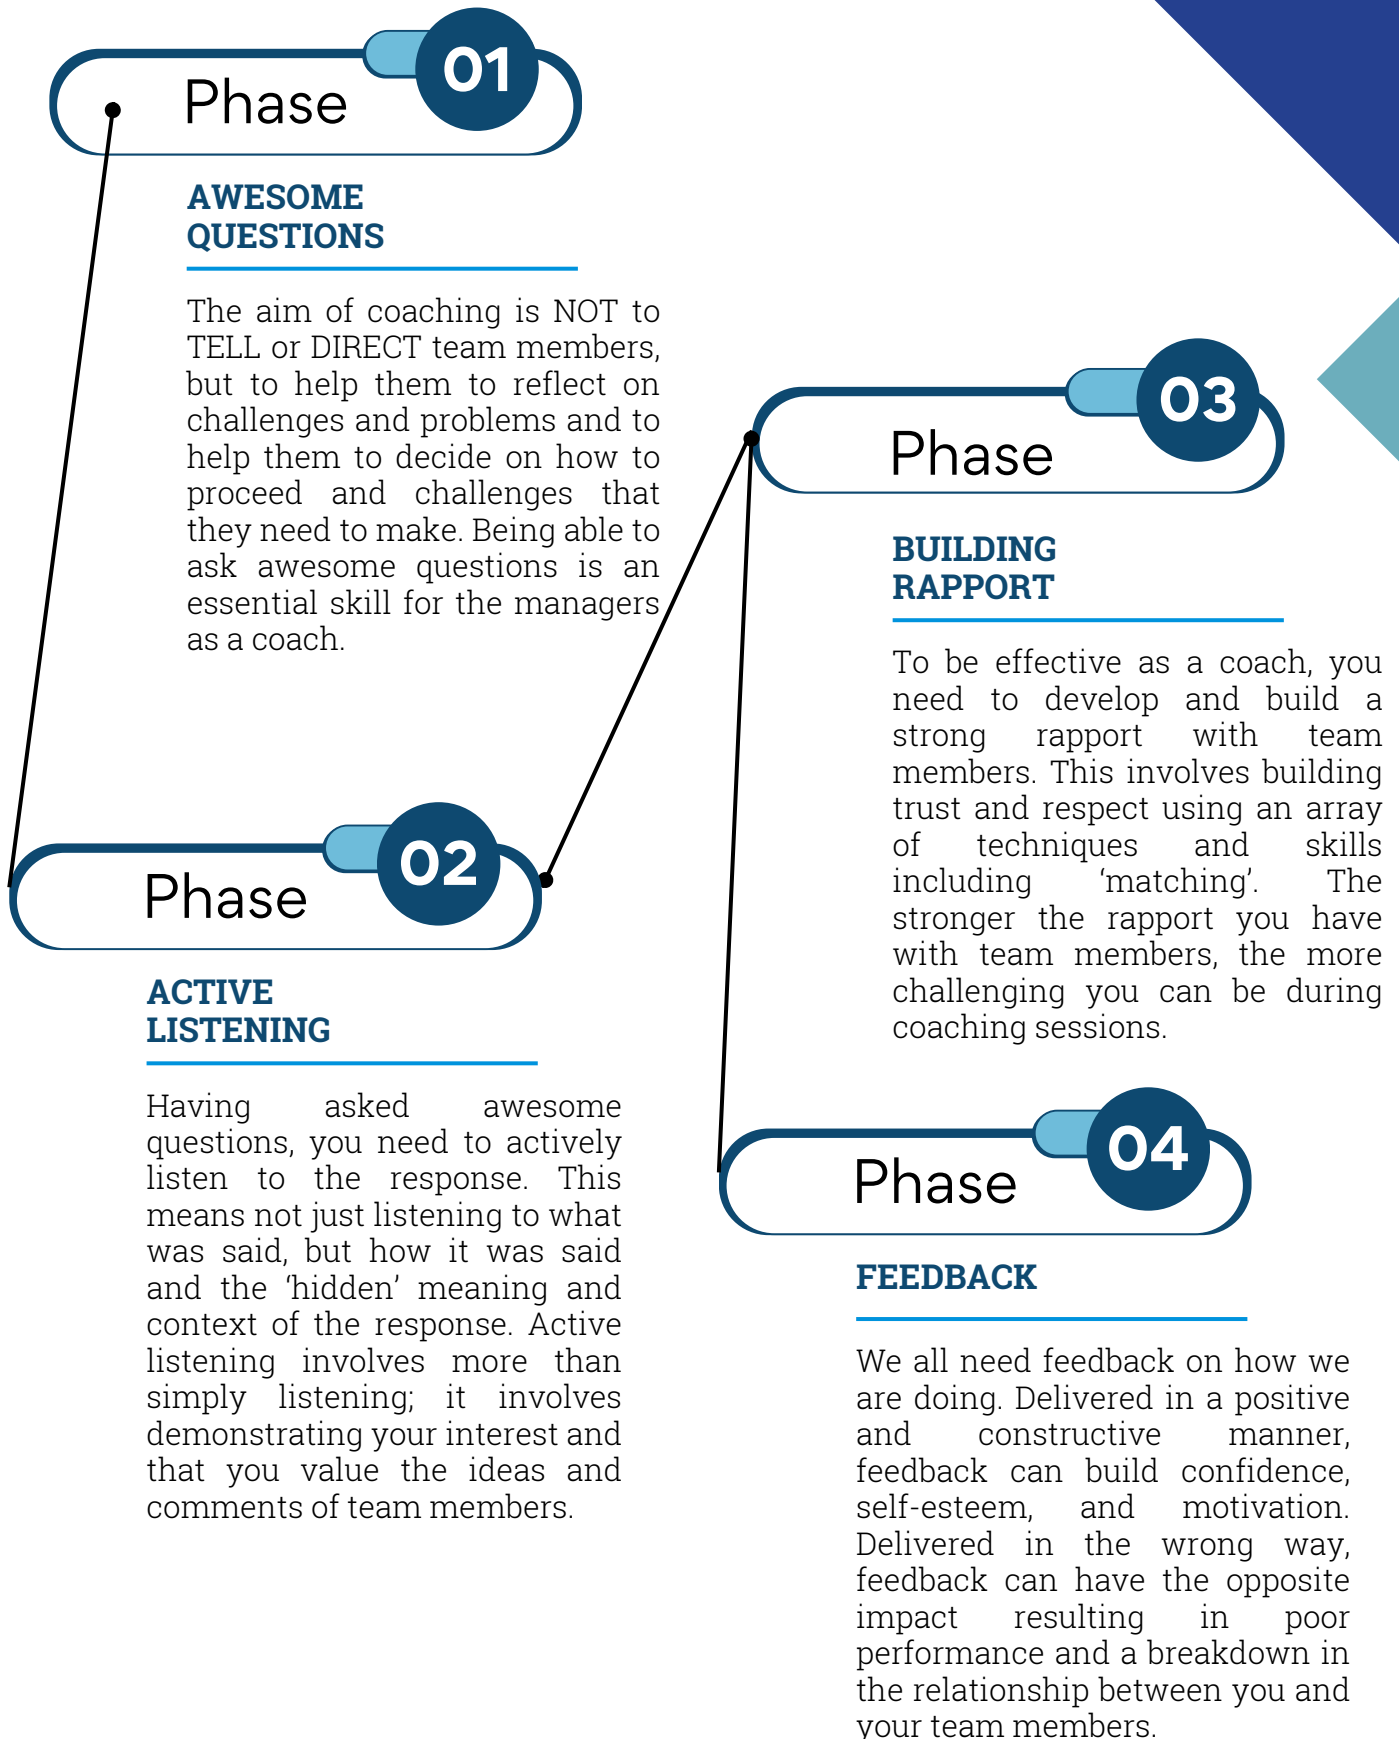 01
Phase
AWESOME
QUESTIONS
The aim of coaching is NOT to
TELL or DIRECT team members,
but to help them to reflect on
challenges and problems and to
help them to decide on how to
proceed and challenges that
they need to make. Being able to
ask awesome questions is an
essential skill for the managers
as a coach.
02
Phase
ACTIVE
LISTENING
Having asked awesome
questions, you need to actively
listen to the response. This
means not just listening to what
was said, but how it was said
and the ‘hidden’ meaning and
context of the response. Active
listening involves more than
simply listening; it involves
demonstrating your interest and
that you value the ideas and
comments of team members.
03
Phase
BUILDING
RAPPORT
To be effective as a coach, you
need to develop and build a
strong rapport with team
members. This involves building
trust and respect using an array
of techniques and skills
including ‘matching’. The
stronger the rapport you have
with team members, the more
challenging you can be during
coaching sessions.
04
Phase
FEEDBACK
We all need feedback on how we
are doing. Delivered in a positive
and constructive manner,
feedback can build confidence,
self-esteem, and motivation.
Delivered in the wrong way,
feedback can have the opposite
impact resulting in poor
performance and a breakdown in
the relationship between you and
your team members.